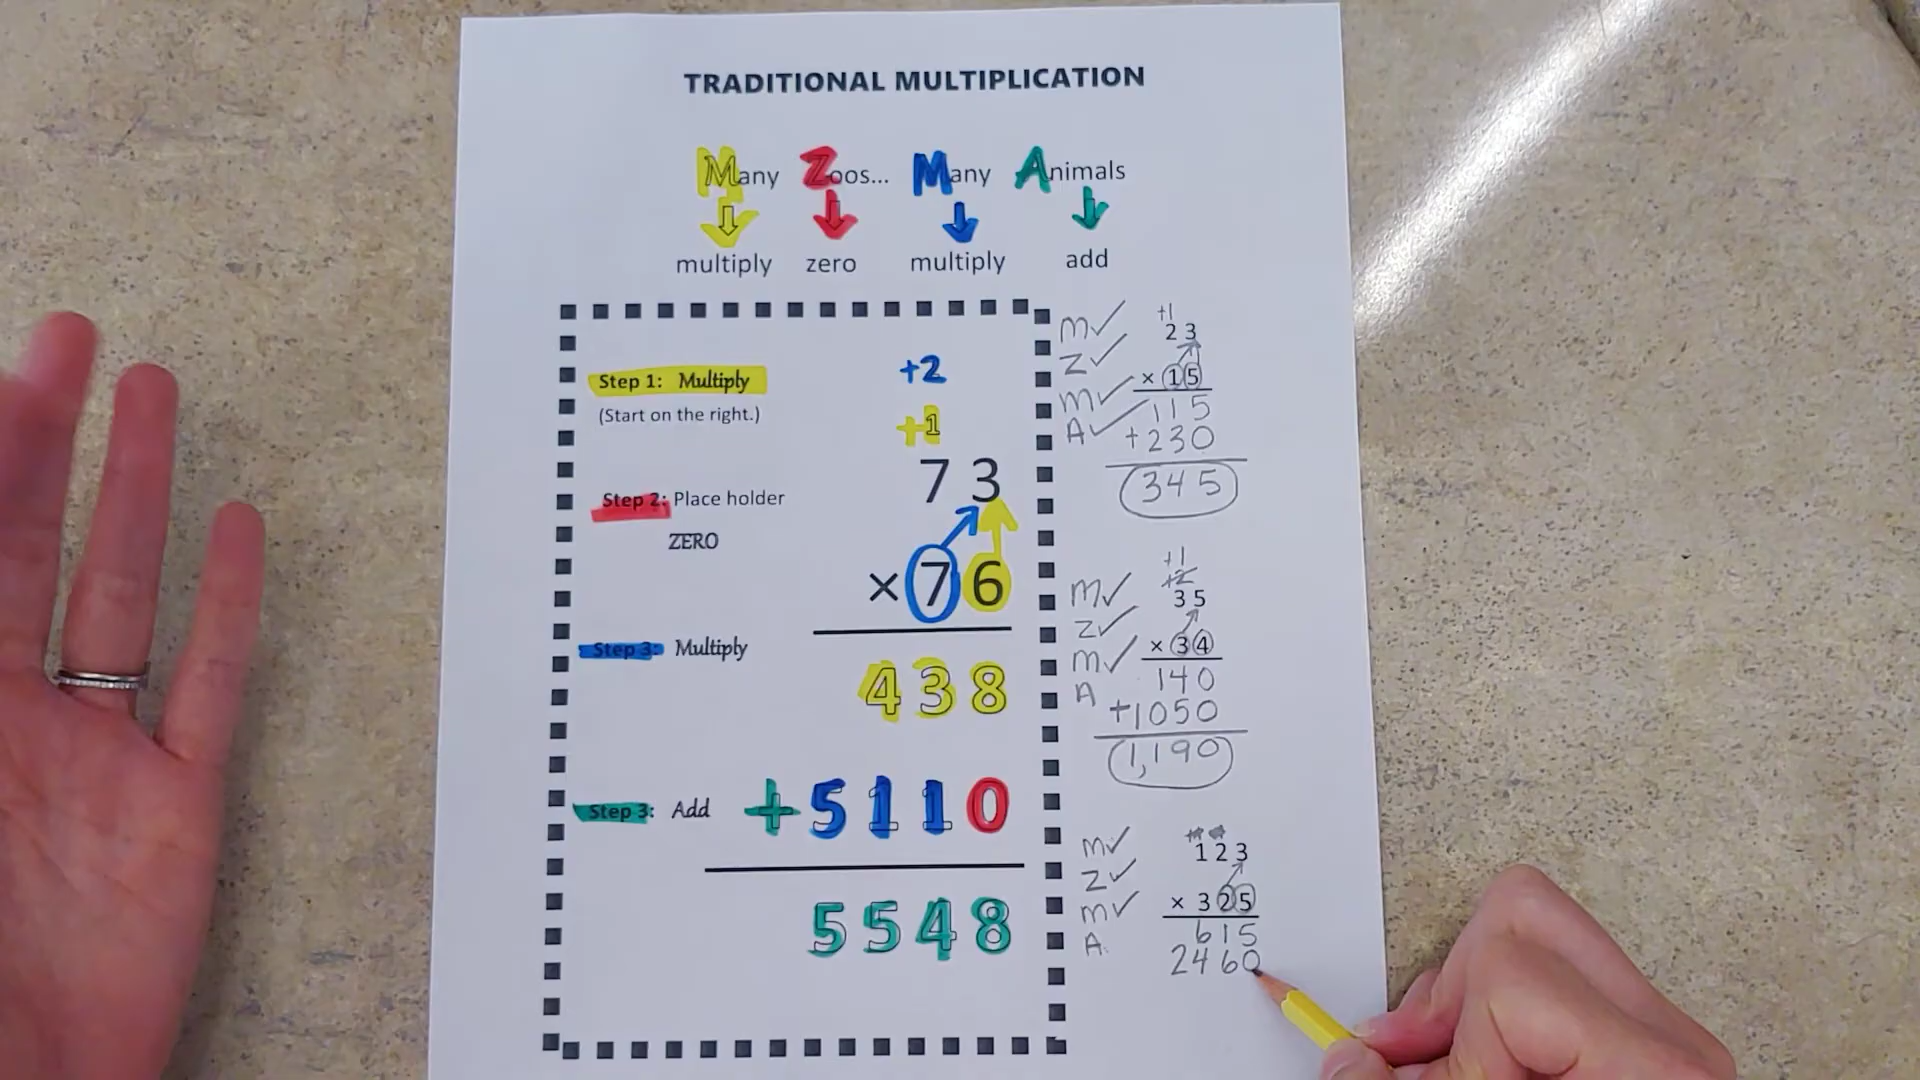 TRADITIONAL MULTIPLICATION
Many Zoos... Many Animals
multiply zero multiply add
Step 1: Multiply
(Start on the right.)
Step 2: Place holder
ZERO
Step 3: Multiply
Step 3: Add
+2
+1
73
×76
438
+5110
5548
M✓
Z✓
M✓
A✓
+1
23
×15
115
+230
345
M✓
Z✓
M✓
A
+1
+2
35
×34
140
+1050
1,190
M✓
Z✓
M✓
A
123
×325
615
2460